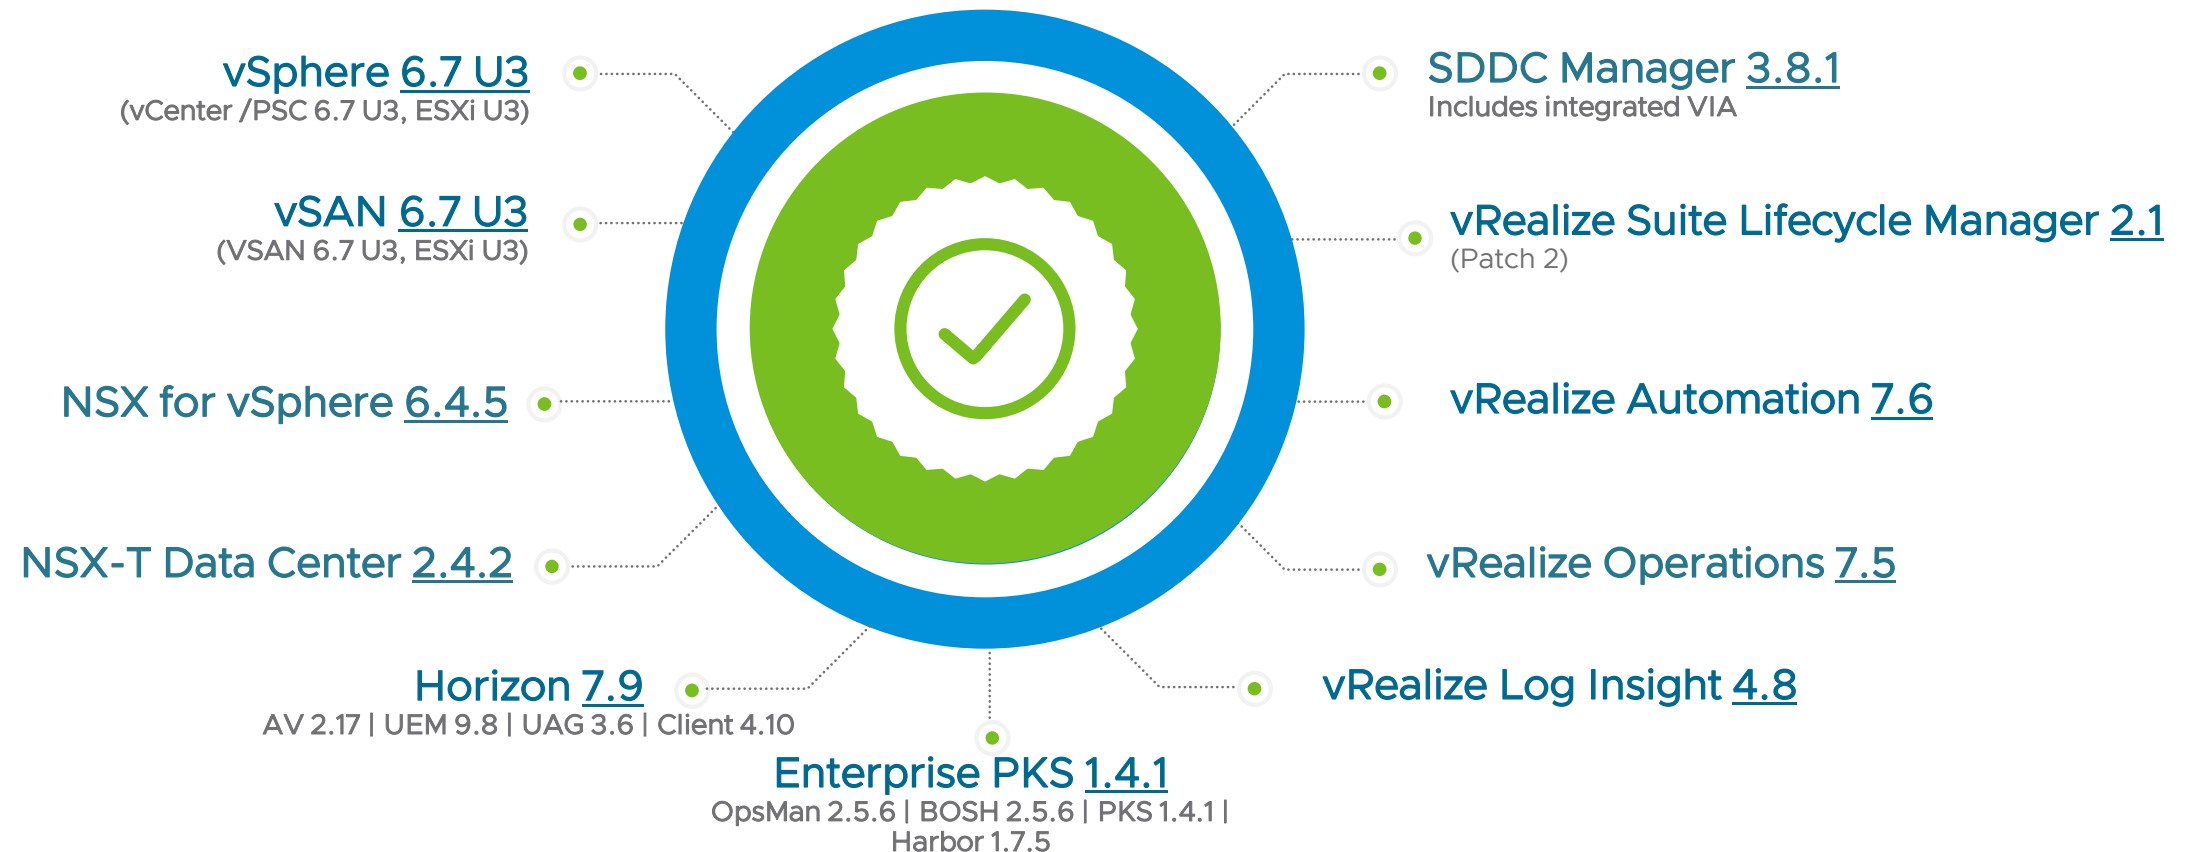 vSphere 6.7 U3
(vCenter /PSC 6.7 U3, ESXi U3)
vSAN 6.7 U3
(VSAN 6.7 U3, ESXi U3)
NSX for vSphere 6.4.5
NSX-T Data Center 2.4.2
Horizon 7.9
AV 2.17 | UEM 9.8 | UAG 3.6 | Client 4.10
Enterprise PKS 1.4.1
OpsMan 2.5.6 | BOSH 2.5.6 | PKS 1.4.1 |
Harbor 1.7.5
SDDC Manager 3.8.1
Includes integrated VIA
vRealize Suite Lifecycle Manager 2.1
(Patch 2)
vRealize Automation 7.6
vRealize Operations 7.5
vRealize Log Insight 4.8